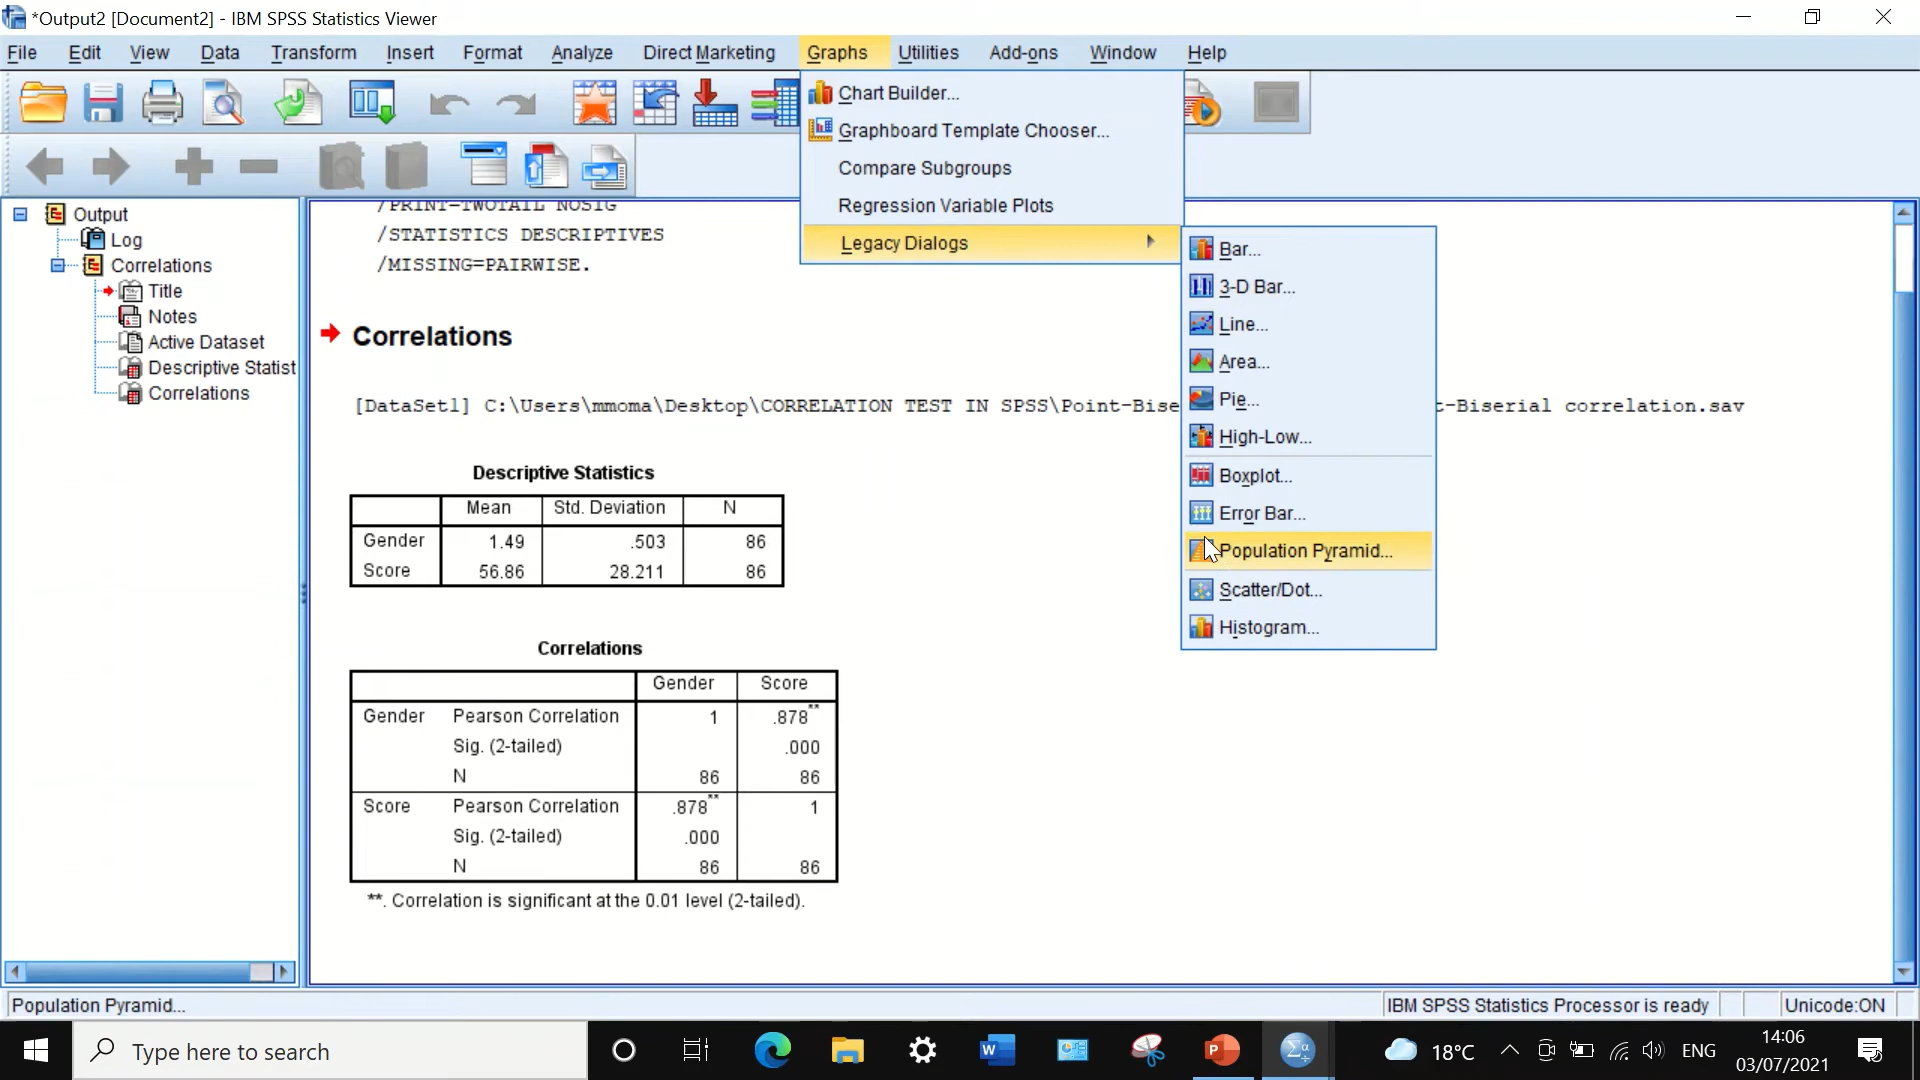 *Output2 [Document2] - IBM SPSS Statistics Viewer
File Edit View Data Transform Insert Format Analyze Direct Marketing Graphs Utilities Add-ons Window Help
Chart Builder...
Graphboard Template Chooser...
Compare Subgroups
Regression Variable Plots
Legacy Dialogs
Bar...
3-D Bar...
Line...
Area...
Pie...
High-Low...
Boxplot...
Error Bar...
Population Pyramid...
Scatter/Dot...
Histogram...
Output
Log
Correlations
Title
Notes
Active Dataset
Descriptive Statist
Correlations
/PRINT=TWOTAIL NOSIG
/STATISTICS DESCRIPTIVES
/MISSING=PAIRWISE.
Correlations
[DataSet1] C:\Users\mmoma\Desktop\CORRELATION TEST IN SPSS\Point-Bise t-Biserial correlation.sav
Descriptive Statistics
Mean Std. Deviation N
Gender 1.49 .503 86
Score 56.86 28.211 86
Correlations
Gender Score
Gender Pearson Correlation 1 .878**
Sig. (2-tailed) .000
N 86 86
Score Pearson Correlation .878** 1
Sig. (2-tailed) .000
N 86 86
**. Correlation is significant at the 0.01 level (2-tailed).
Population Pyramid... IBM SPSS Statistics Processor is ready Unicode:ON
Type here to search
18°C ENG
14:06
03/07/2021